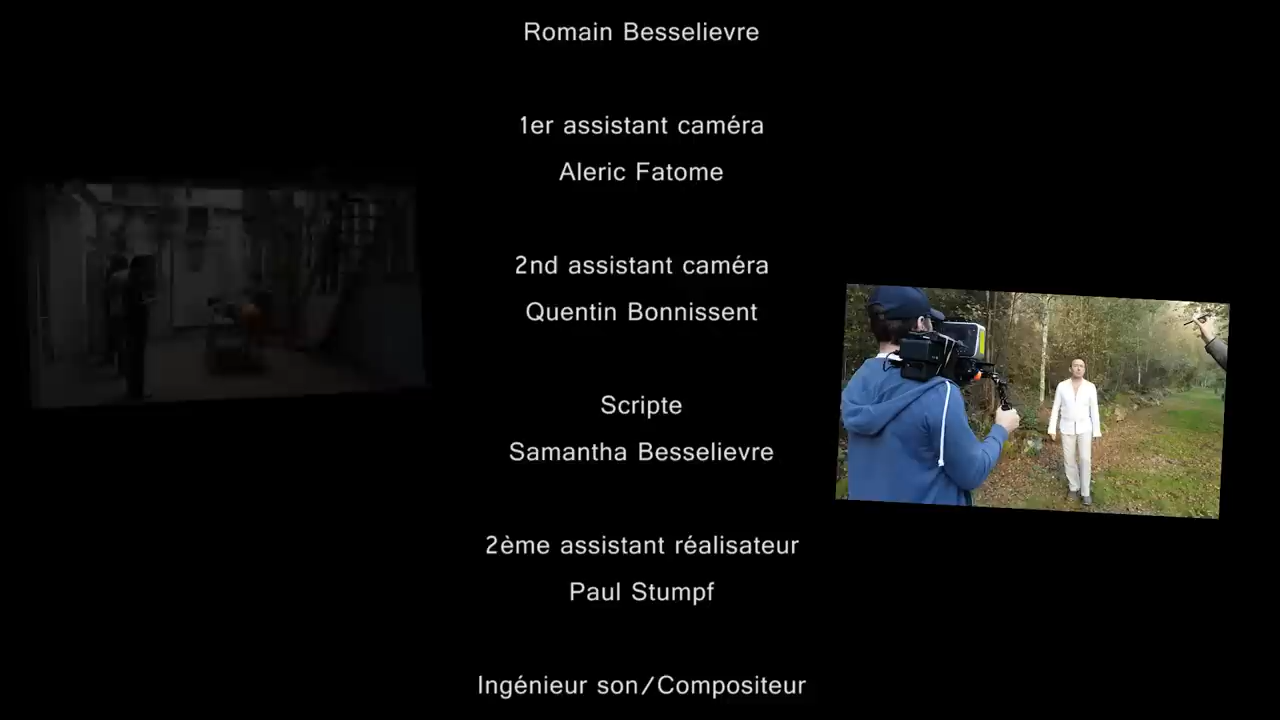 Romain Besselievre
1er assistant caméra
Aleric Fatome
2nd assistant caméra
Quentin Bonnissent
Scripte
Samantha Besselievre
2ème assistant réalisateur
Paul Stumpf
Ingénieur son/Compositeur